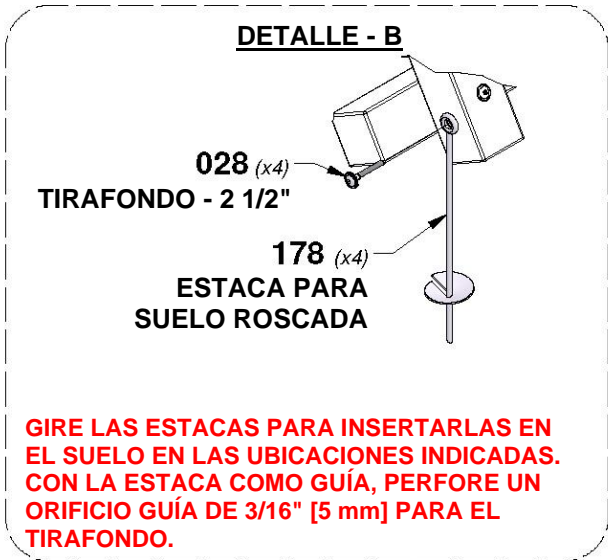 DETALLE - B
028 (x4)
TIRAFONDO - 2 1/2"
178 (x4)
ESTACA PARA
SUELO ROSCADA
GIRE LAS ESTACAS PARA INSERTARLAS EN
EL SUELO EN LAS UBICACIONES INDICADAS.
CON LA ESTACA COMO GUÍA, PERFORE UN
ORIFICIO GUÍA DE 3/16" [5 mm] PARA EL
TIRAFONDO.